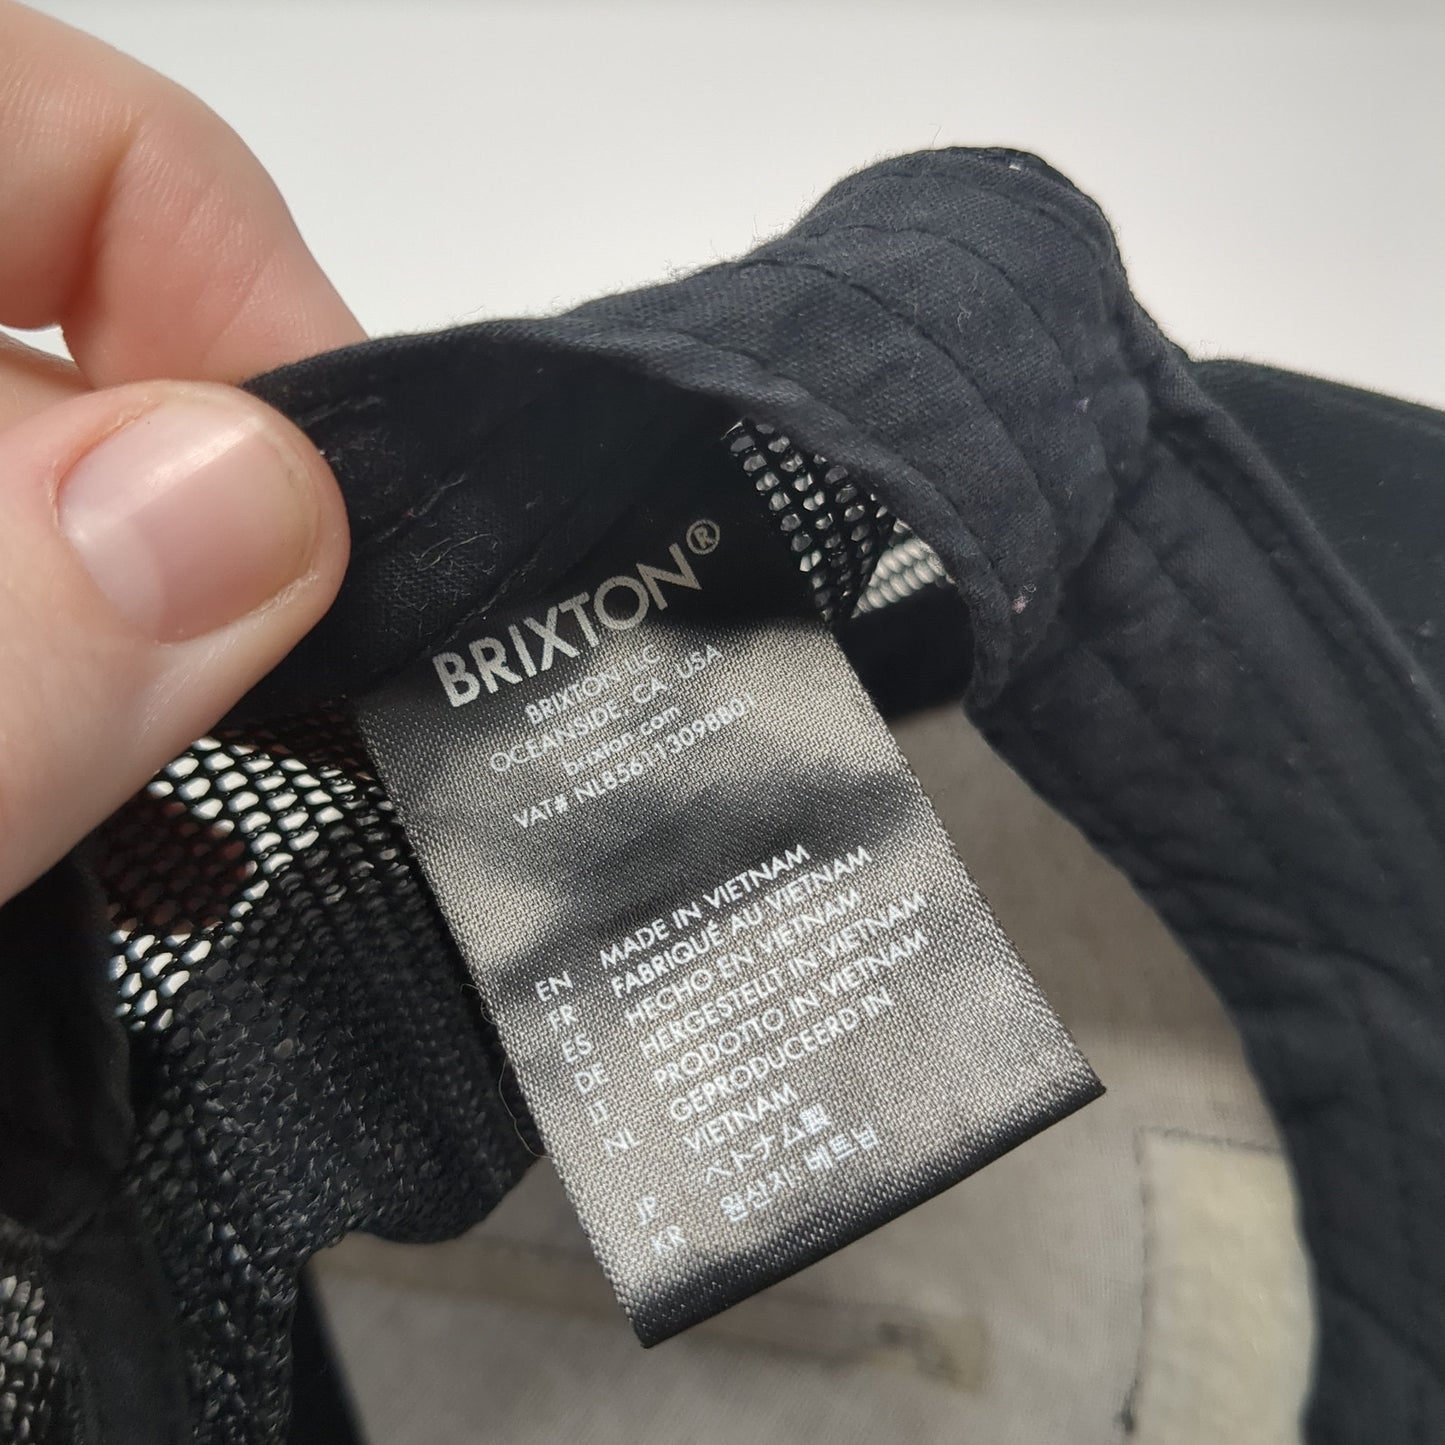 BRIXTON®
BRIXTON LLC
OCEANSIDE, CA USA
brixton.com
VAT# NL856113098B01
EN MADE IN VIETNAM
FR FABRIQUÉ AU VIETNAM
ES HECHO EN VIETNAM
DE HERGESTELLT IN VIETNAM
IT PRODOTTO IN VIETNAM
NL GEPRODUCEERD IN
VIETNAM
JP ベトナム製
KR 원산지: 베트남